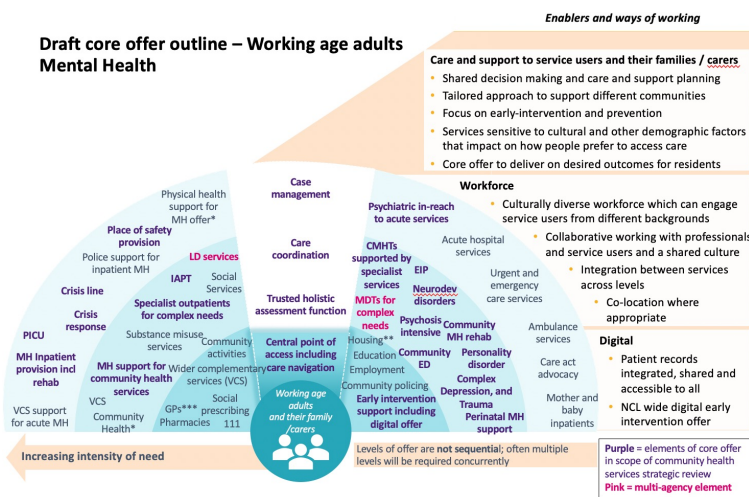 Enablers and ways of working
Draft core offer outline – Working age adults
Mental Health
Care and support to service users and their families / carers
• Shared decision making and care and support planning
• Tailored approach to support different communities
• Focus on early-intervention and prevention
• Services sensitive to cultural and other demographic factors
that impact on how people prefer to access care
• Core offer to deliver on desired outcomes for residents
Workforce
• Culturally diverse workforce which can engage
service users from different backgrounds
• Collaborative working with professionals
and service users and a shared culture
• Integration between services
across levels
• Co-location where
appropriate
Digital
• Patient records
integrated, shared and
accessible to all
• NCL wide digital early
intervention offer
Physical health
support for
MH offer*
Place of safety
provision
Police support for
inpatient MH
Crisis line
Crisis
response
PICU
MH Inpatient
provision incl
rehab
VCS support
for acute MH
LD services
IAPT
Social
Services
Specialist outpatients
for complex needs
Substance misuse
services
MH support for
community health
services
VCS
Community
Health*
Community
activities
Wider complementary
services (VCS)
GPs***
Social
prescribing
Pharmacies
111
Case
management
Care
coordination
Trusted holistic
assessment function
Central point of
access including
care navigation
Working age
adults
and their family
/carers
Psychiatric in-reach
to acute services
CMHTs
supported by
specialist
services
Acute hospital
services
EIP
Neurodev
disorders
Urgent and
emergency
care services
MDTs for
complex
needs
Psychosis
intensive
Community
MH rehab
Ambulance
services
Housing**
Education
Employment
Community
ED
Personality
disorder
Care act
advocacy
Community policing
Complex
Depression, and
Trauma
Early intervention
support including
digital offer
Perinatal MH
support
Mother and
baby
inpatients
Increasing intensity of need
Levels of offer are not sequential; often multiple
levels will be required concurrently
Purple = elements of core offer
in scope of community health
services strategic review
Pink = multi-agency element